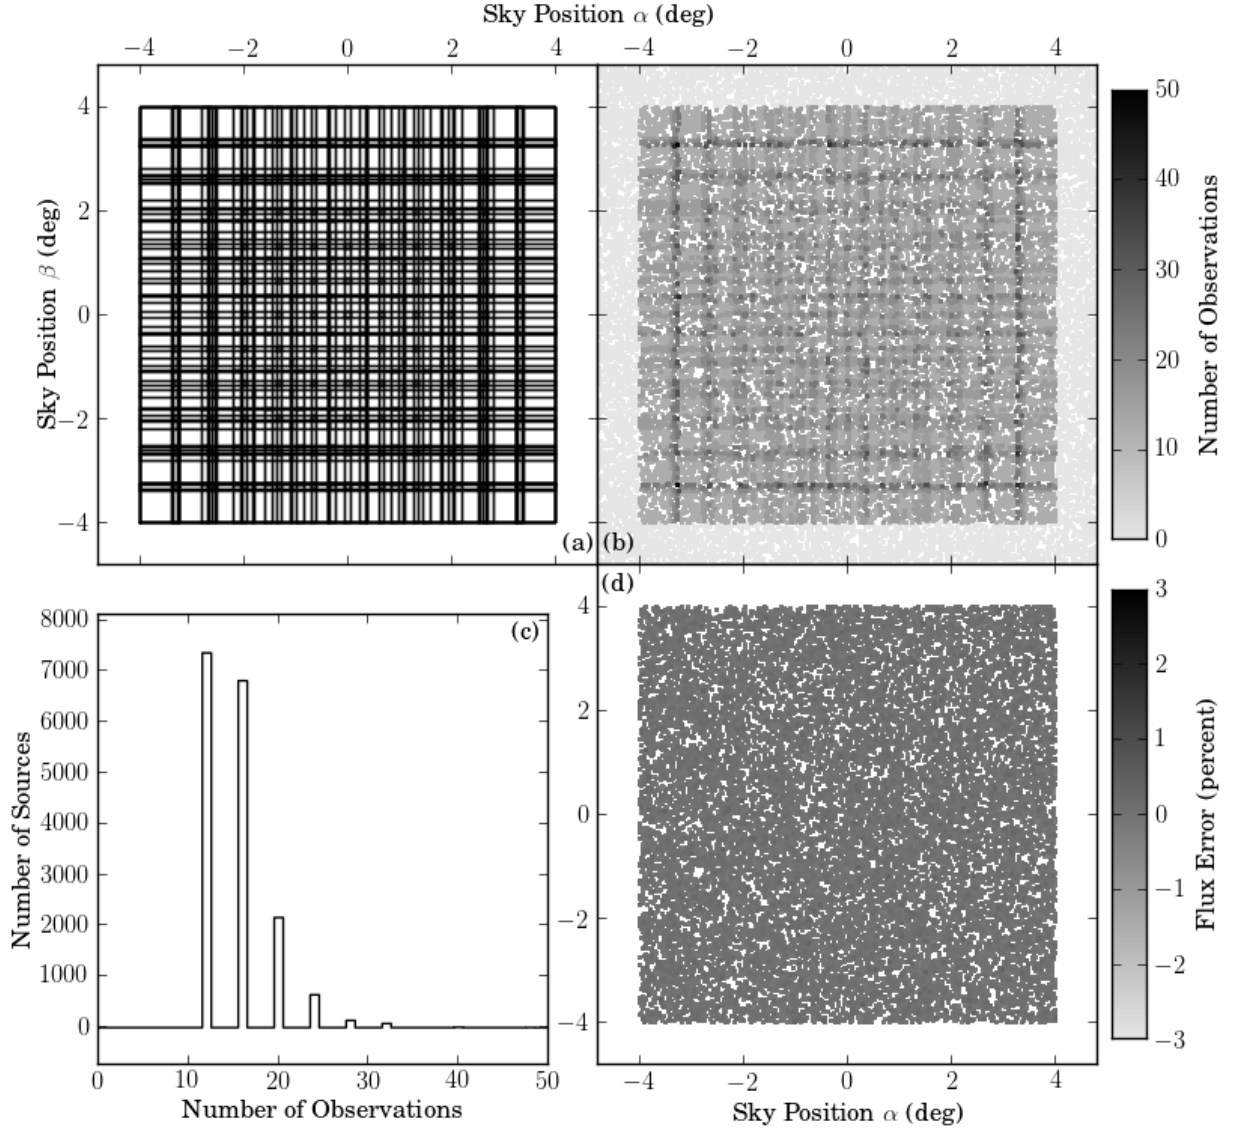 Sky Position α (deg)
−4 −2 0 2 4
−4 −2 0 2 4
4
2
0
−2
−4
Sky Position β (deg)
(a)
(b)
50
40
30
20
10
0
Number of Observations
8000
7000
6000
5000
4000
3000
2000
1000
0
Number of Sources
(c)
0 10 20 30 40 50
Number of Observations
(d)
4
2
0
−2
−4
−4 −2 0 2 4
Sky Position α (deg)
3
2
1
0
−1
−2
−3
Flux Error (percent)